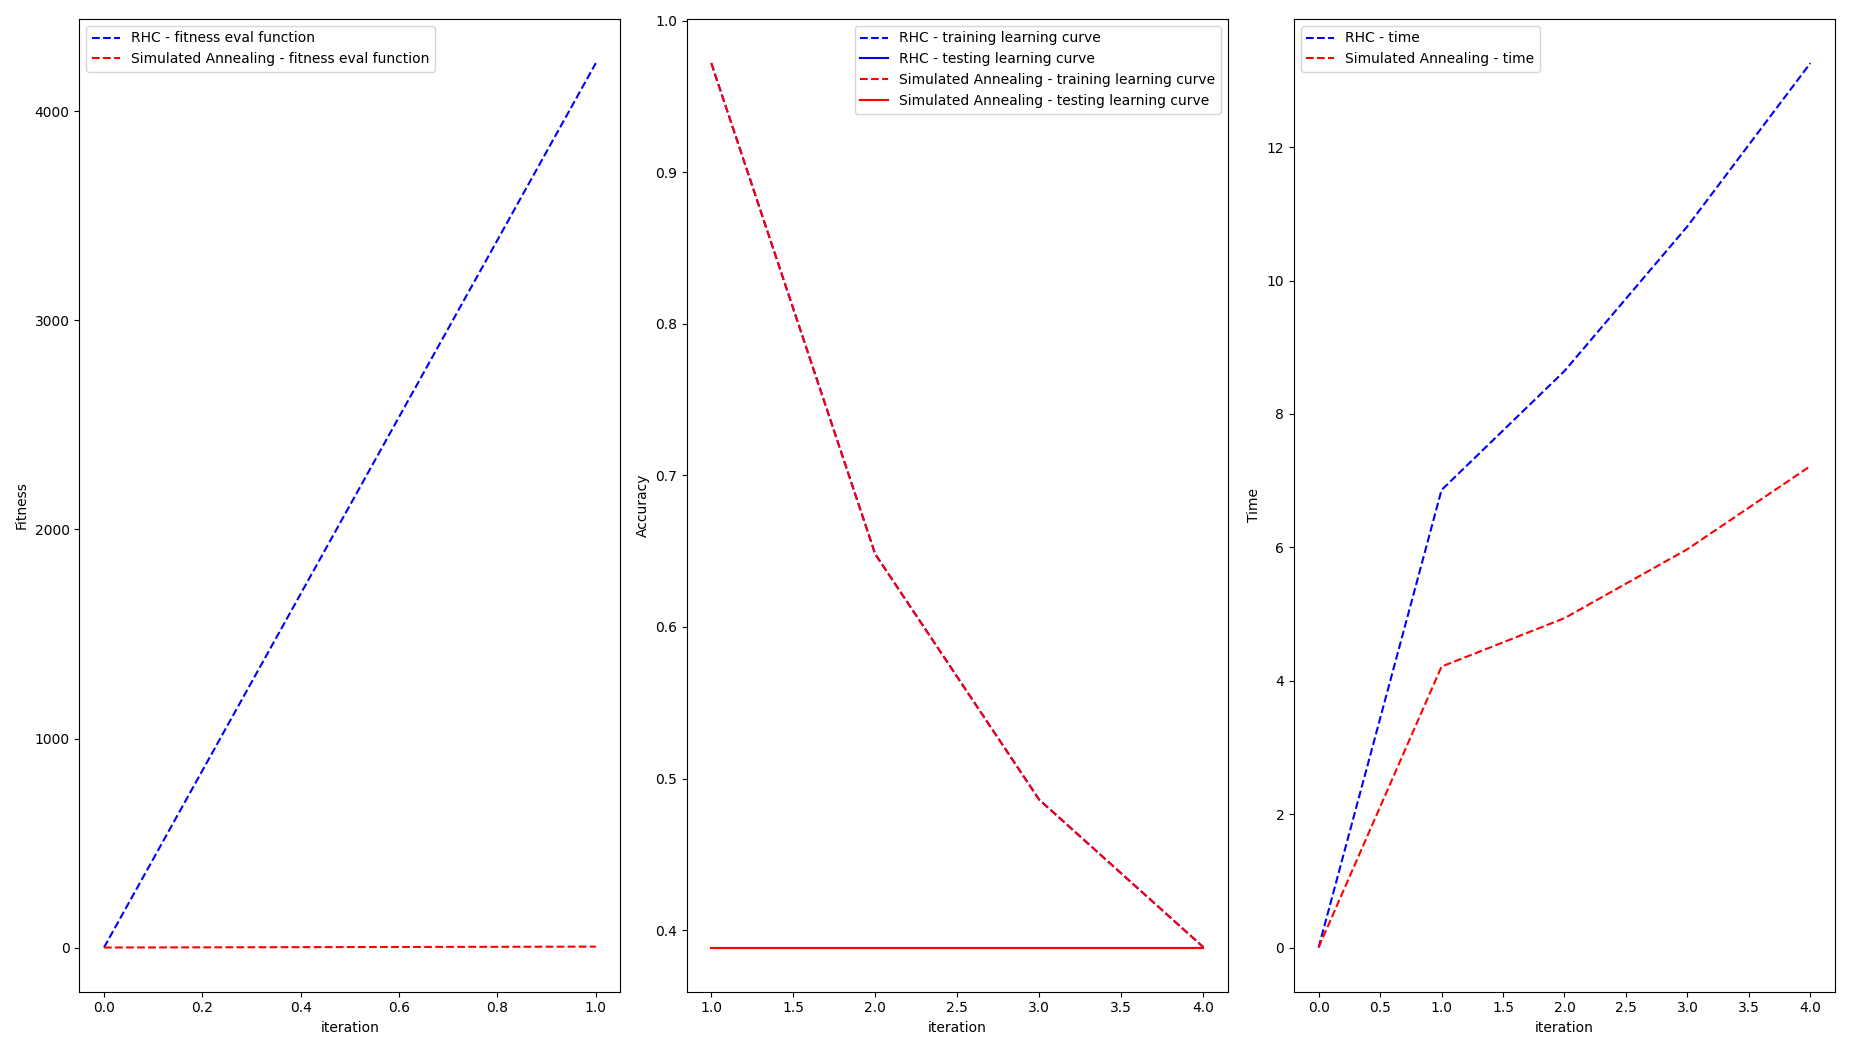 RHC - fitness eval function
Simulated Annealing - fitness eval function
Fitness
4000
3000
2000
1000
0
0.0 0.2 0.4 0.6 0.8 1.0
iteration
RHC - training learning curve
RHC - testing learning curve
Simulated Annealing - training learning curve
Simulated Annealing - testing learning curve
Accuracy
1.0
0.9
0.8
0.7
0.6
0.5
0.4
1.0 1.5 2.0 2.5 3.0 3.5 4.0
iteration
RHC - time
Simulated Annealing - time
Time
12
10
8
6
4
2
0
0.0 0.5 1.0 1.5 2.0 2.5 3.0 3.5 4.0
iteration